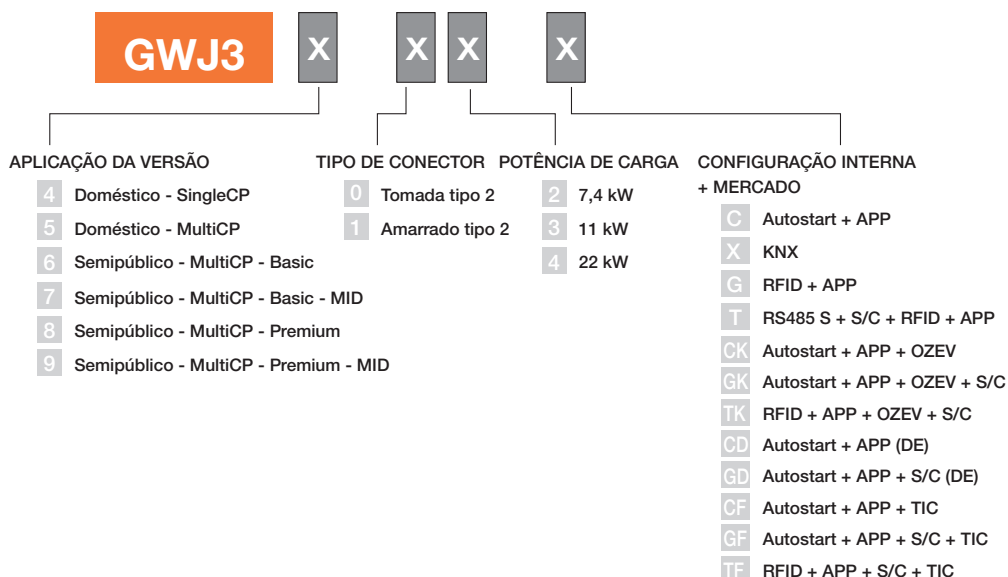 GWJ3 X X X X
APLICAÇÃO DA VERSÃO
4 Doméstico - SingleCP
5 Doméstico - MultiCP
6 Semipúblico - MultiCP - Basic
7 Semipúblico - MultiCP - Basic - MID
8 Semipúblico - MultiCP - Premium
9 Semipúblico - MultiCP - Premium - MID
TIPO DE CONECTOR
0 Tomada tipo 2
1 Amarrado tipo 2
POTÊNCIA DE CARGA
2 7,4 kW
3 11 kW
4 22 kW
CONFIGURAÇÃO INTERNA
+ MERCADO
C Autostart + APP
X KNX
G RFID + APP
T RS485 S + S/C + RFID + APP
CK Autostart + APP + OZEV
GK Autostart + APP + OZEV + S/C
TK RFID + APP + OZEV + S/C
CD Autostart + APP (DE)
GD Autostart + APP + S/C (DE)
CF Autostart + APP + TIC
GF Autostart + APP + S/C + TIC
TF RFID + APP + S/C + TIC